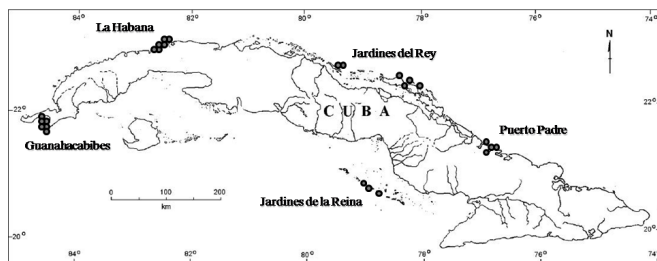 84° 82° 80° 78° 76° 74°
La Habana
Jardines del Rey
N
22°
22°
C U B A
Puerto Padre
Guanahacabibes
0 100 200
km
Jardines de la Reina
20°
20°
84° 82° 80° 78° 76° 74°